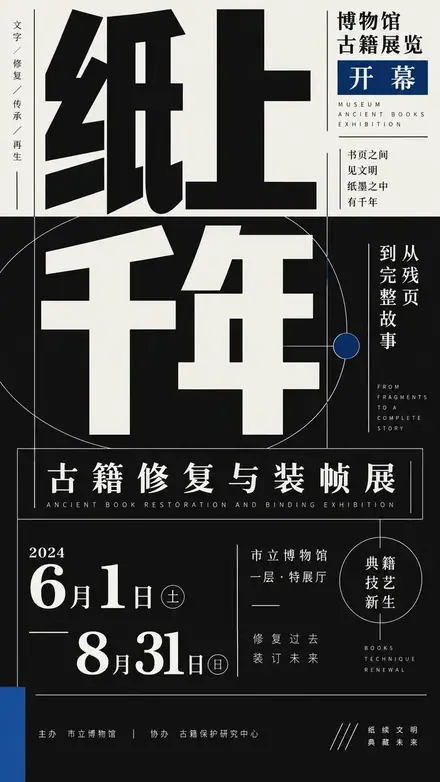 文字／修复／传承／再生
纸上
千年
博物馆
古籍展览
开幕
MUSEUM
ANCIENT BOOKS
EXHIBITION
书页之间
见文明
纸墨之中
有千年
从残页
到完整故事
FROM
FRAGMENTS
TO A
COMPLETE
STORY
古籍修复与装帧展
ANCIENT BOOK RESTORATION AND BINDING EXHIBITION
2024
6月1日 土
8月31日 日
市立博物馆
一层·特展厅
修复过去
装订未来
典籍
技艺
新生
BOOKS
TECHNIQUE
RENEWAL
主办 市立博物馆 | 协办 古籍保护研究中心
纸续文明
典藏未来